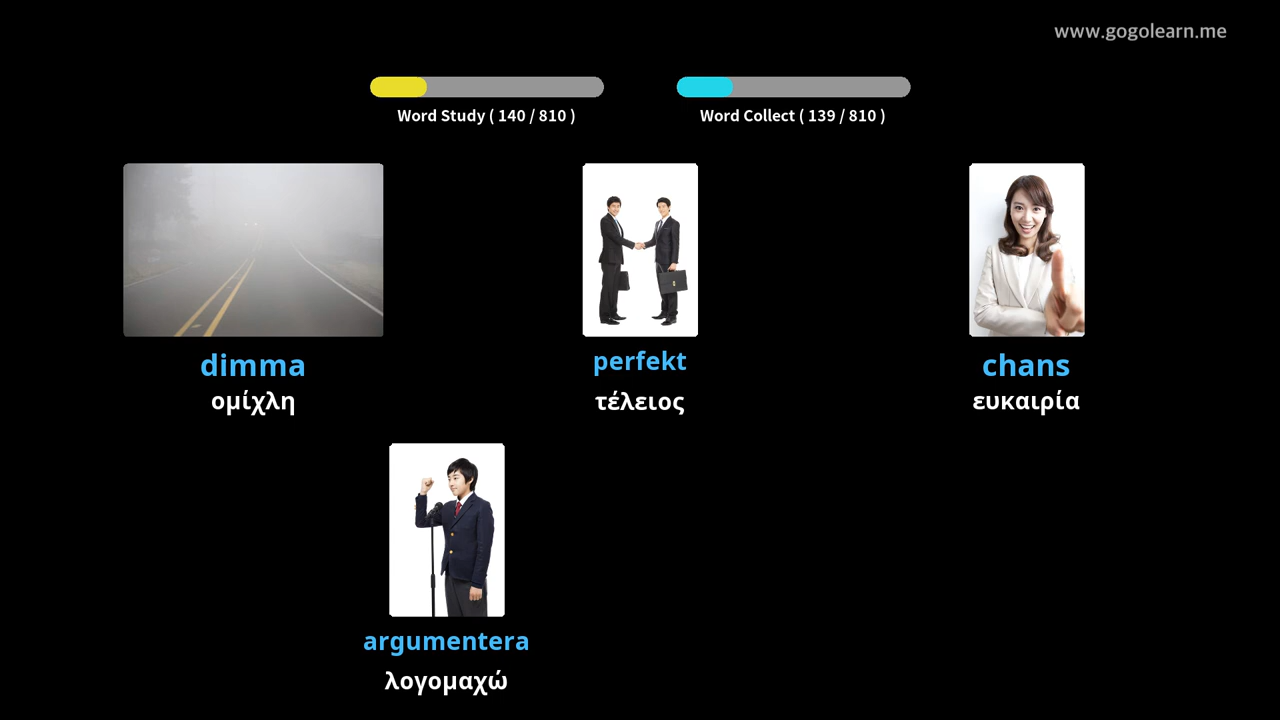 www.gogolearn.me
Word Study ( 140 / 810 )
Word Collect ( 139 / 810 )
dimma
ομίχλη
perfekt
τέλειος
chans
ευκαιρία
argumentera
λογομαχώ